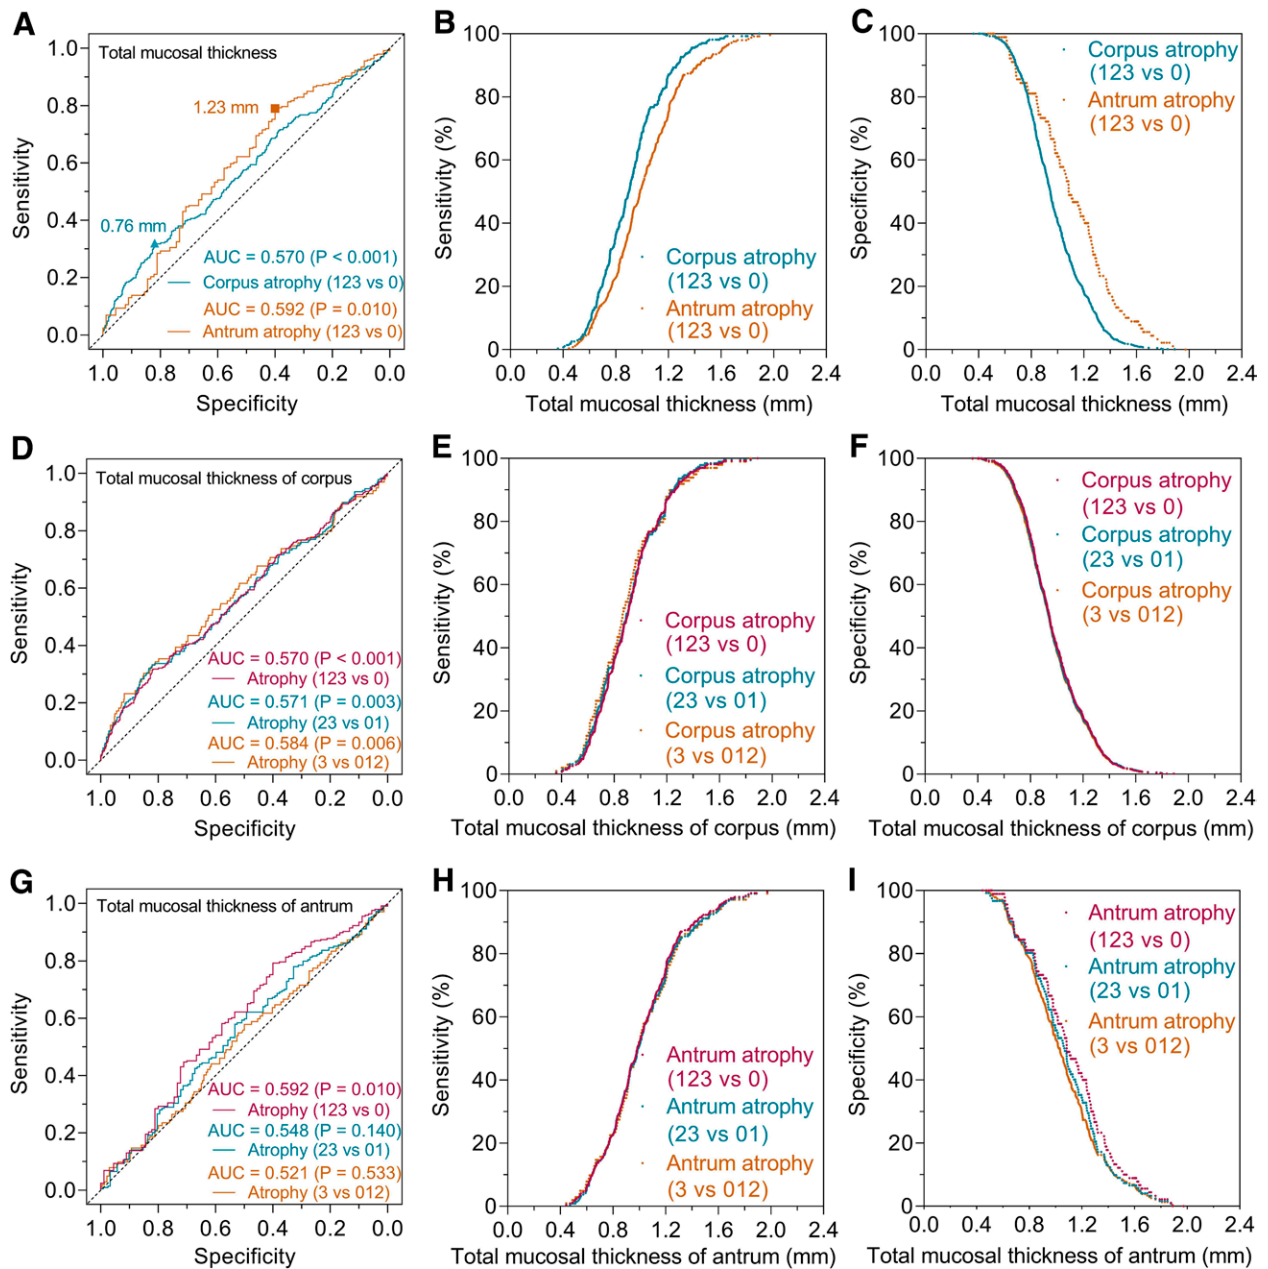 A
Total mucosal thickness
Sensitivity
1.0
0.8
0.6
0.4
0.2
0.0
1.23 mm
0.76 mm
AUC = 0.570 (P < 0.001)
Corpus atrophy (123 vs 0)
AUC = 0.592 (P = 0.010)
Antrum atrophy (123 vs 0)
1.0 0.8 0.6 0.4 0.2 0.0
Specificity
B
Sensitivity (%)
100
80
60
40
20
0
Corpus atrophy
(123 vs 0)
Antrum atrophy
(123 vs 0)
0.0 0.4 0.8 1.2 1.6 2.0 2.4
Total mucosal thickness (mm)
C
Specificity (%)
100
80
60
40
20
0
Corpus atrophy
(123 vs 0)
Antrum atrophy
(123 vs 0)
0.0 0.4 0.8 1.2 1.6 2.0 2.4
Total mucosal thickness (mm)
D
Total mucosal thickness of corpus
Sensitivity
1.0
0.8
0.6
0.4
0.2
0.0
AUC = 0.570 (P < 0.001)
Atrophy (123 vs 0)
AUC = 0.571 (P = 0.003)
Atrophy (23 vs 01)
AUC = 0.584 (P = 0.006)
Atrophy (3 vs 012)
1.0 0.8 0.6 0.4 0.2 0.0
Specificity
E
Sensitivity (%)
100
80
60
40
20
0
Corpus atrophy
(123 vs 0)
Corpus atrophy
(23 vs 01)
Corpus atrophy
(3 vs 012)
0.0 0.4 0.8 1.2 1.6 2.0 2.4
Total mucosal thickness of corpus (mm)
F
Specificity (%)
100
80
60
40
20
0
Corpus atrophy
(123 vs 0)
Corpus atrophy
(23 vs 01)
Corpus atrophy
(3 vs 012)
0.0 0.4 0.8 1.2 1.6 2.0 2.4
Total mucosal thickness of corpus (mm)
G
Total mucosal thickness of antrum
Sensitivity
1.0
0.8
0.6
0.4
0.2
0.0
AUC = 0.592 (P = 0.010)
Atrophy (123 vs 0)
AUC = 0.548 (P = 0.140)
Atrophy (23 vs 01)
AUC = 0.521 (P = 0.533)
Atrophy (3 vs 012)
1.0 0.8 0.6 0.4 0.2 0.0
Specificity
H
Sensitivity (%)
100
80
60
40
20
0
Antrum atrophy
(123 vs 0)
Antrum atrophy
(23 vs 01)
Antrum atrophy
(3 vs 012)
0.0 0.4 0.8 1.2 1.6 2.0 2.4
Total mucosal thickness of antrum (mm)
I
Specificity (%)
100
80
60
40
20
0
Antrum atrophy
(123 vs 0)
Antrum atrophy
(23 vs 01)
Antrum atrophy
(3 vs 012)
0.0 0.4 0.8 1.2 1.6 2.0 2.4
Total mucosal thickness of antrum (mm)